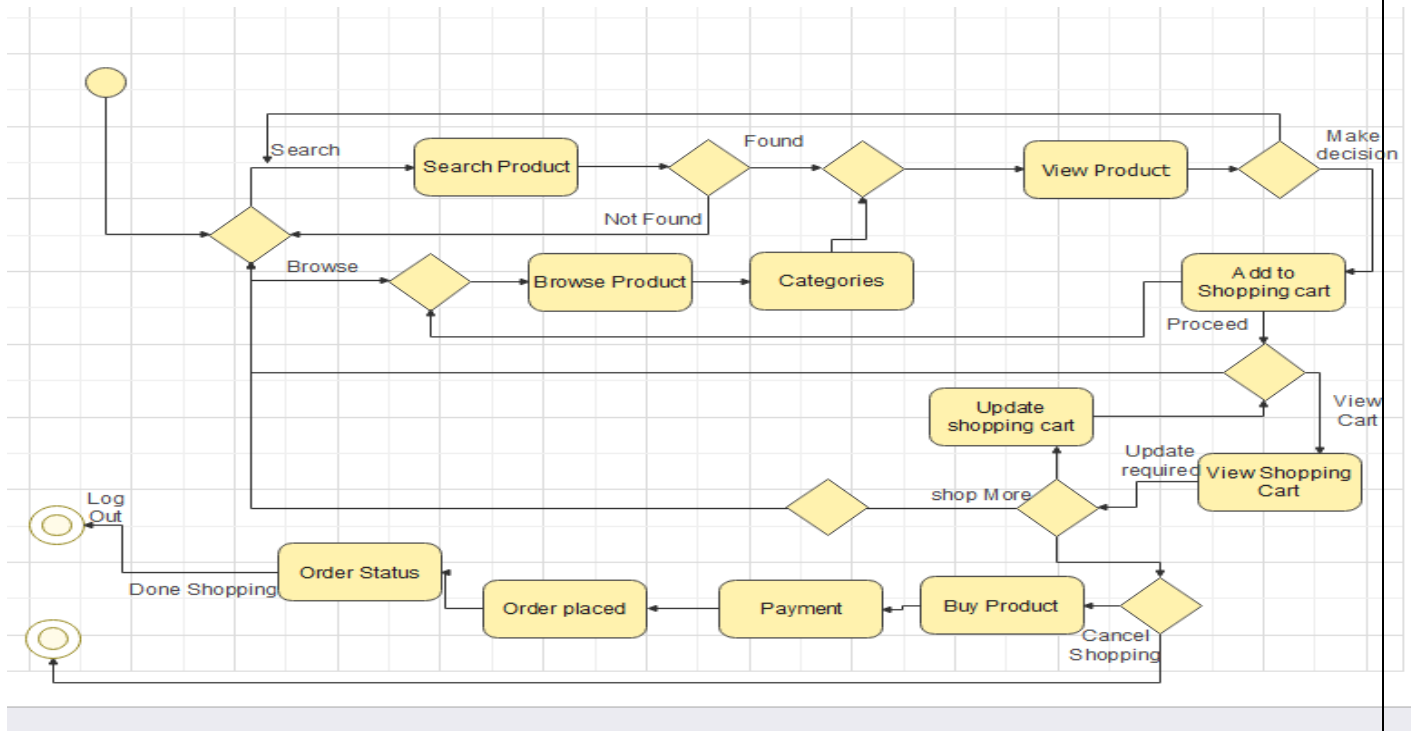 Search
Search Product
Found
View Product
Make
decision
Not Found
Browse
Browse Product
Categories
Add to
Shopping cart
Proceed
Update
shopping cart
View
Cart
Update
required
View Shopping
Cart
shop More
Log
Out
Order Status
Done Shopping
Order placed
Payment
Buy Product
Cancel
Shopping